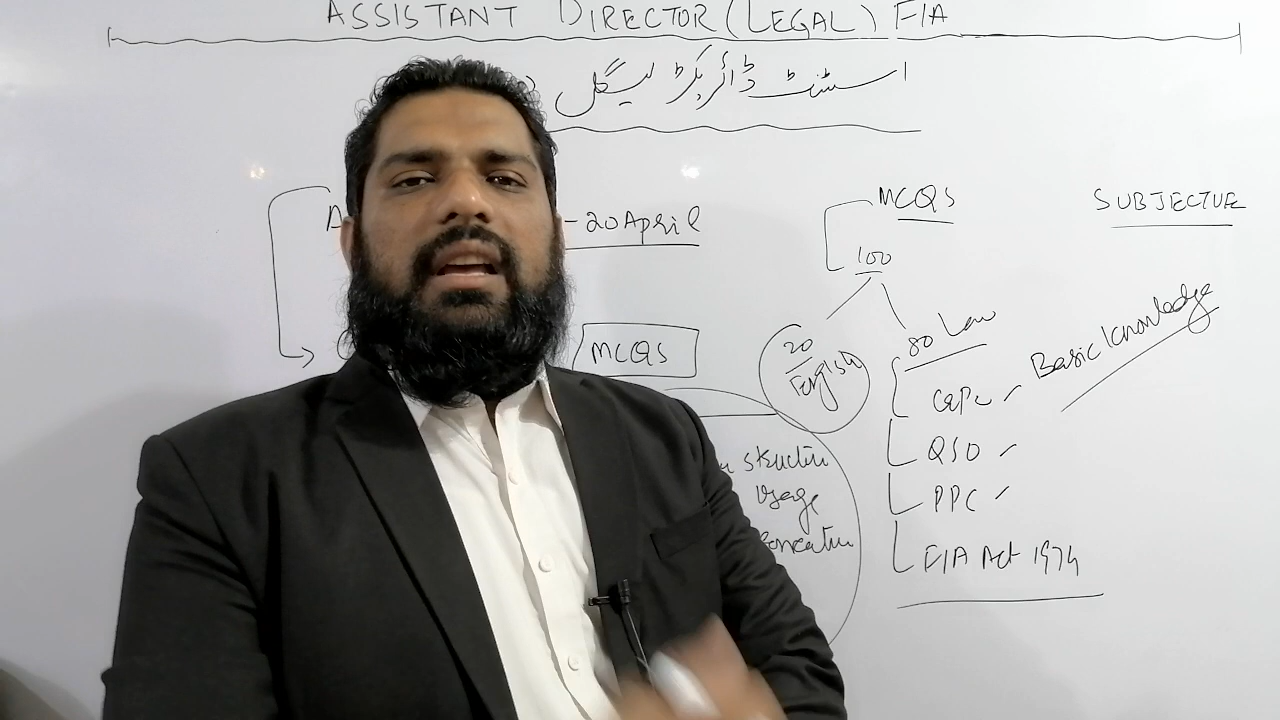 ASSISTANT DIRECTOR (LEGAL) FIA
اسسٹنٹ ڈائریکٹر لیگل
A
-20 April
MCQS
SUBJECTIVE
100
20
English
80 Law
Basic knowledge
MCQS
CrPC
QSO
PPC
FIA Act 1974
Usage